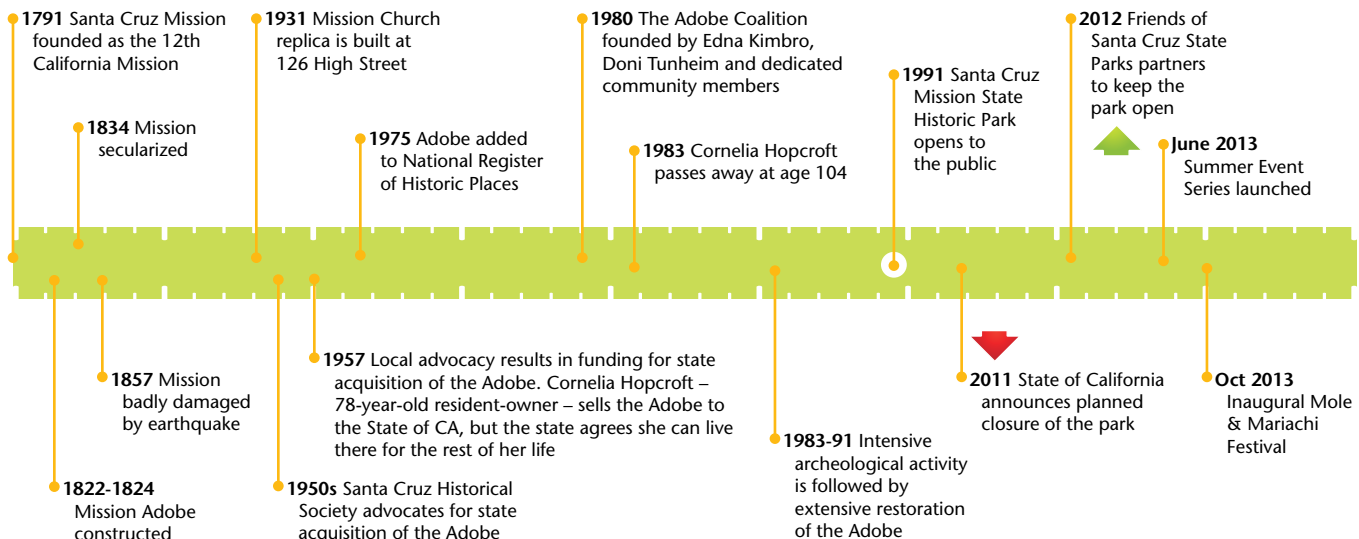 1791 Santa Cruz Mission
founded as the 12th
California Mission
1834 Mission
secularized
1931 Mission Church
replica is built at
126 High Street
1975 Adobe added
to National Register
of Historic Places
1980 The Adobe Coalition
founded by Edna Kimbro,
Doni Tunheim and dedicated
community members
1983 Cornelia Hopcroft
passes away at age 104
1991 Santa Cruz
Mission State
Historic Park
opens to
the public
2012 Friends of
Santa Cruz State
Parks partners
to keep the
park open
June 2013
Summer Event
Series launched
1822-1824
Mission Adobe
constructed
1857 Mission
badly damaged
by earthquake
1950s Santa Cruz Historical
Society advocates for state
acquisition of the Adobe
1957 Local advocacy results in funding for state
acquisition of the Adobe. Cornelia Hopcroft –
78-year-old resident-owner – sells the Adobe to
the State of CA, but the state agrees she can live
there for the rest of her life
1983-91 Intensive
archeological activity
is followed by
extensive restoration
of the Adobe
2011 State of California
announces planned
closure of the park
Oct 2013
Inaugural Mole
& Mariachi
Festival